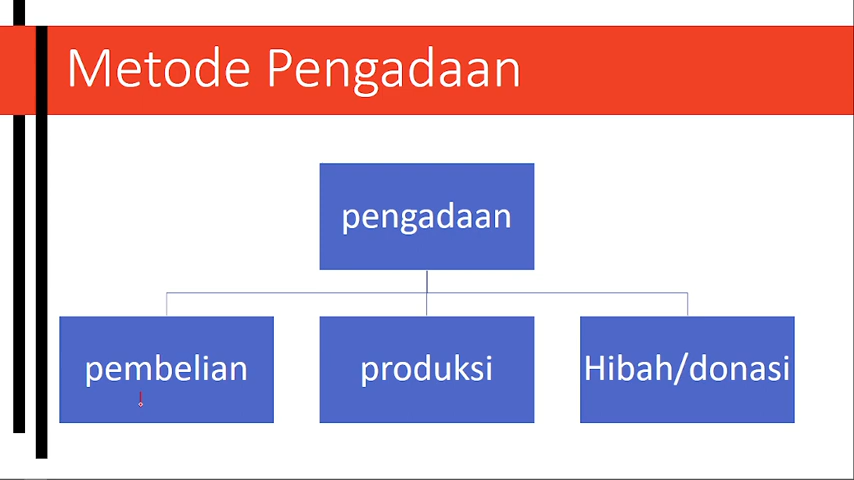 Metode Pengadaan
pengadaan
pembelian
produksi
Hibah/donasi